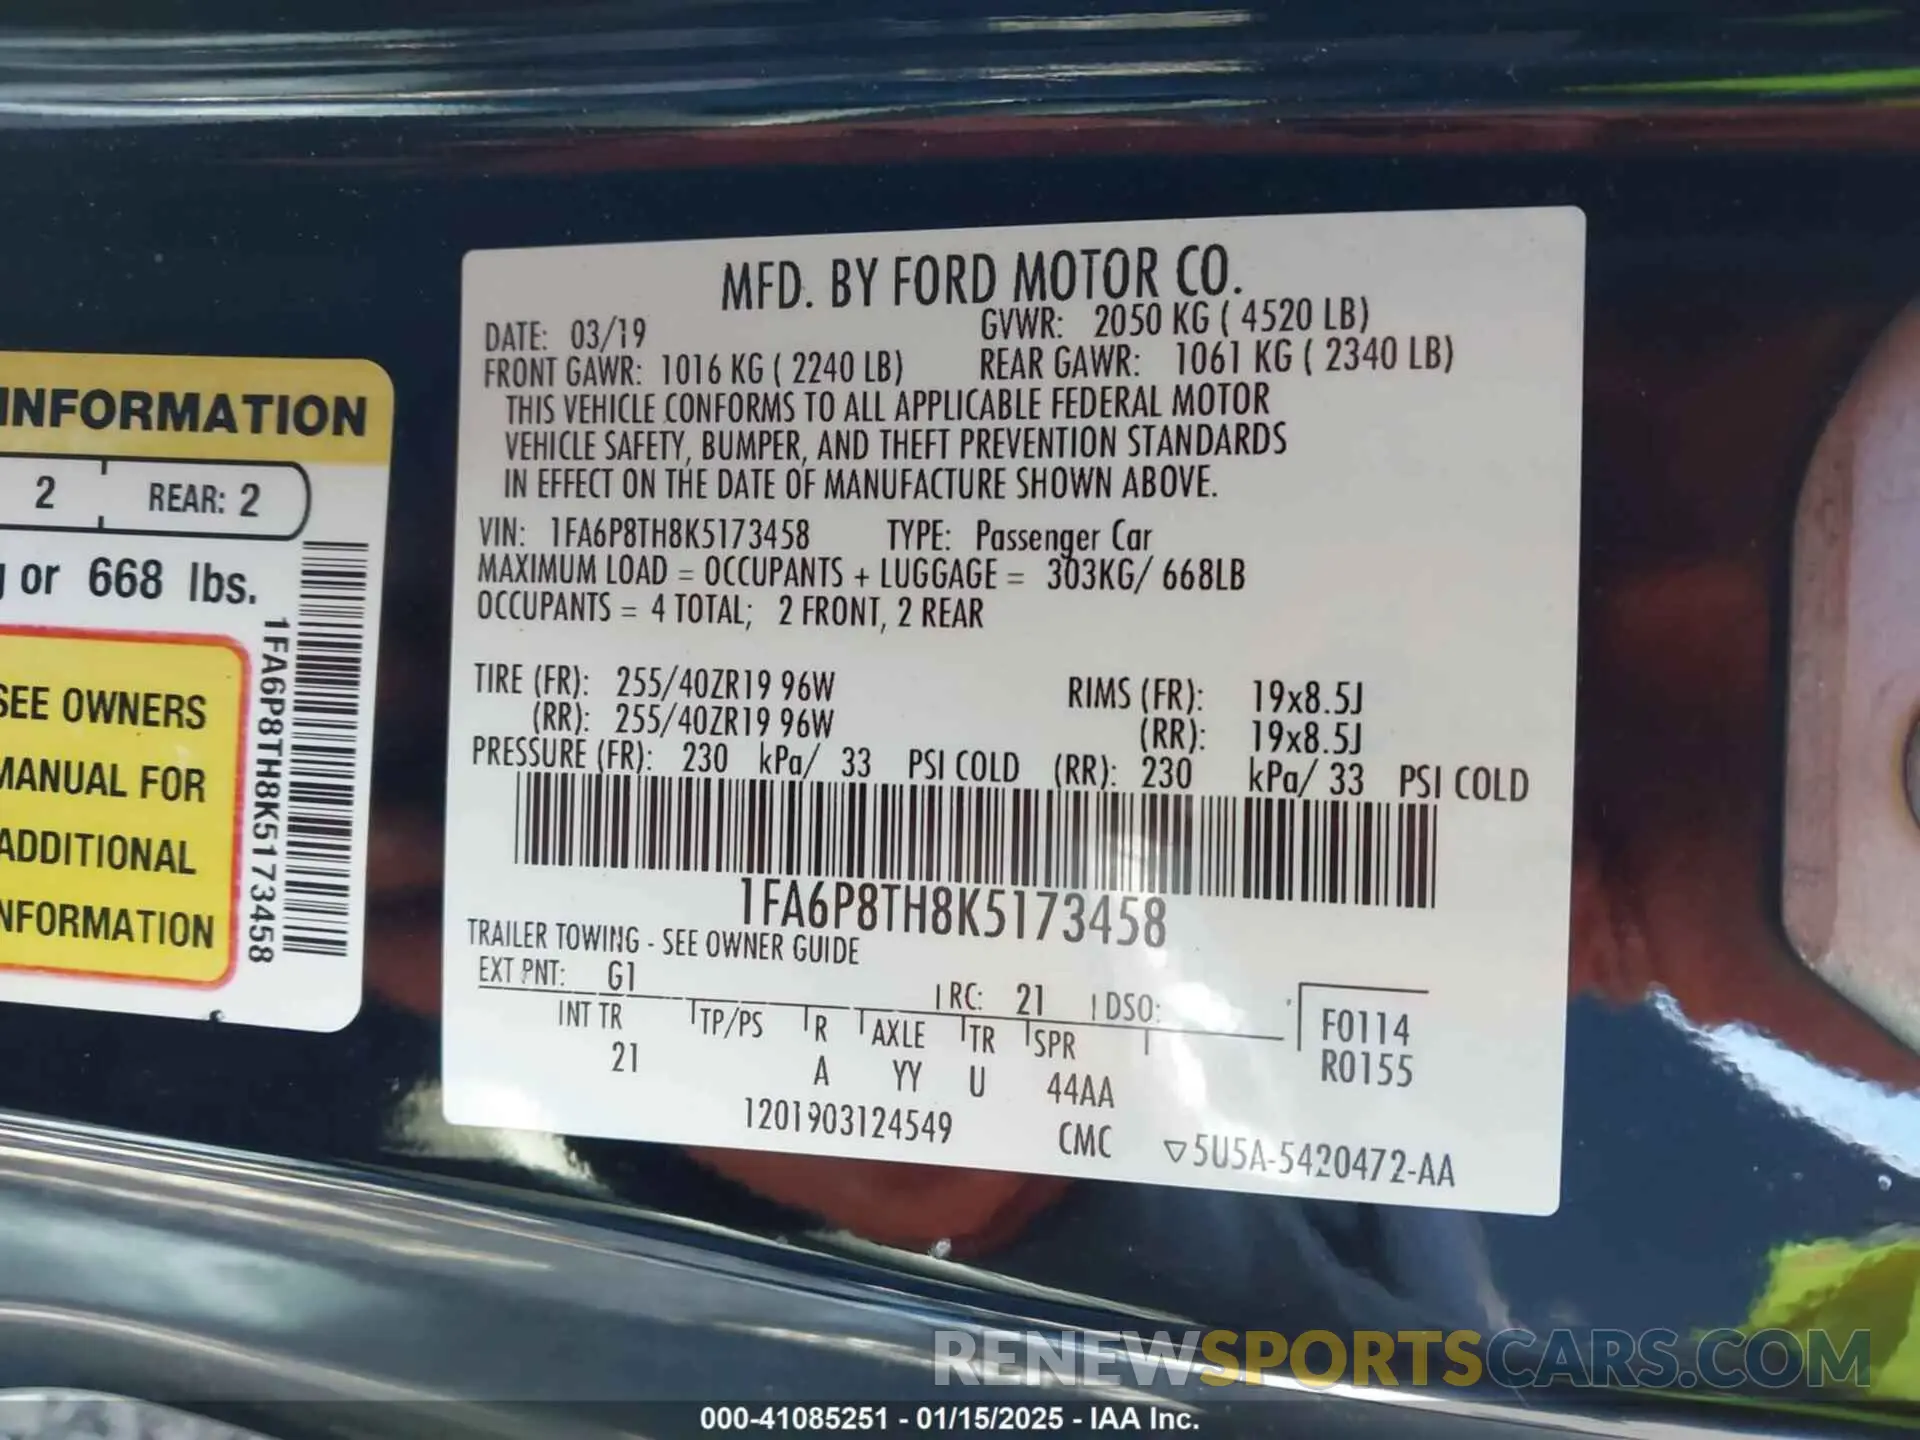 INFORMATION
2 REAR: 2
or 668 lbs.
SEE OWNERS
MANUAL FOR
ADDITIONAL
INFORMATION
1FA6P8TH8K5173458
MFD. BY FORD MOTOR CO.
DATE: 03/19 GVWR: 2050 KG ( 4520 LB)
FRONT GAWR: 1016 KG ( 2240 LB) REAR GAWR: 1061 KG ( 2340 LB)
THIS VEHICLE CONFORMS TO ALL APPLICABLE FEDERAL MOTOR
VEHICLE SAFETY, BUMPER, AND THEFT PREVENTION STANDARDS
IN EFFECT ON THE DATE OF MANUFACTURE SHOWN ABOVE.
VIN: 1FA6P8TH8K5173458 TYPE: Passenger Car
MAXIMUM LOAD = OCCUPANTS + LUGGAGE = 303KG/ 668LB
OCCUPANTS = 4 TOTAL; 2 FRONT, 2 REAR
TIRE (FR): 255/40ZR19 96W RIMS (FR): 19x8.5J
(RR): 255/40ZR19 96W (RR): 19x8.5J
PRESSURE (FR): 230 kPa/ 33 PSI COLD (RR): 230 kPa/ 33 PSI COLD
1FA6P8TH8K5173458
TRAILER TOWING - SEE OWNER GUIDE
EXT PNT: G1 RC: 21 DSO: F0114
INT TR TP/PS R AXLE TR SPR R0155
21 A YY U 44AA
1201903124549 CMC ▽5U5A-5420472-AA
RENEWSPORTSCARS.COM
000-41085251 - 01/15/2025 - IAA Inc.